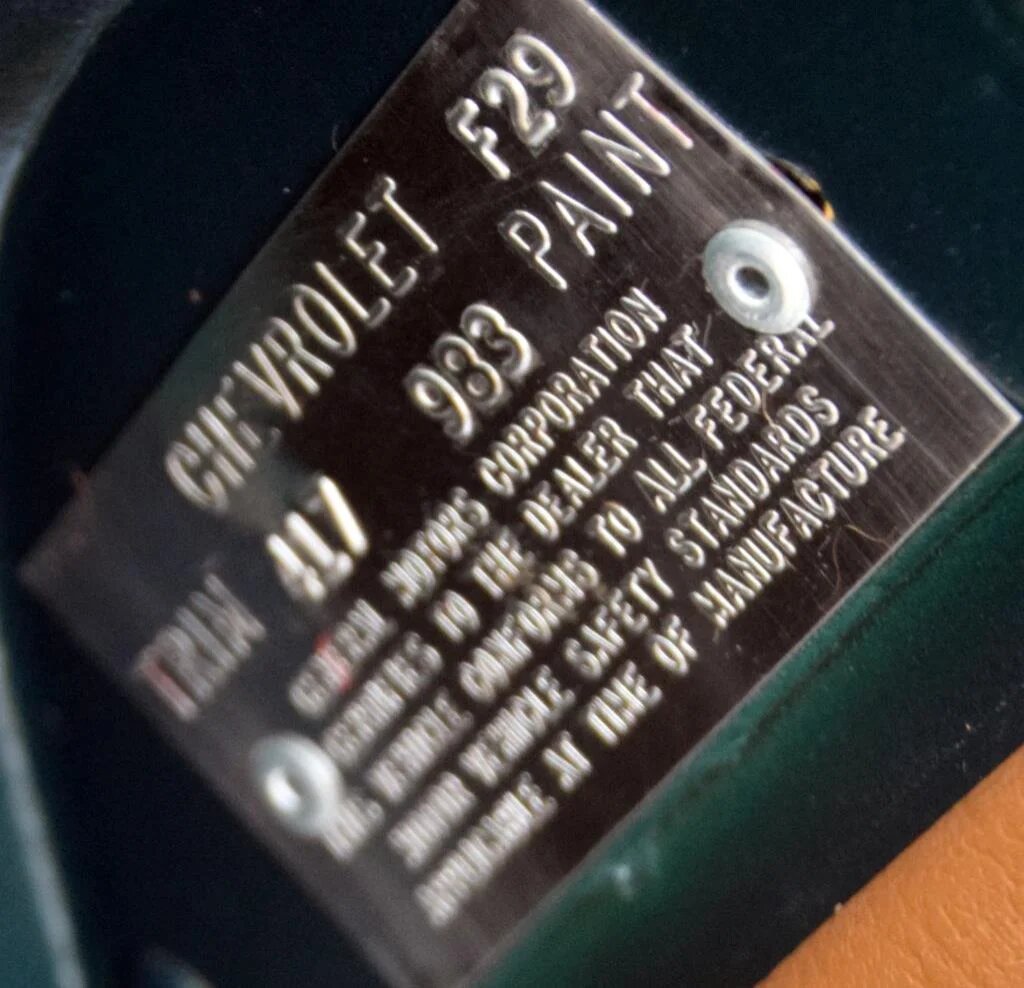 CHEVROLET F29
TRIM 417 983 PAINT
GENERAL MOTORS CORPORATION
CERTIFIES TO THE DEALER THAT
THIS VEHICLE CONFORMS TO ALL FEDERAL
MOTOR VEHICLE SAFETY STANDARDS
APPLICABLE AT TIME OF MANUFACTURE